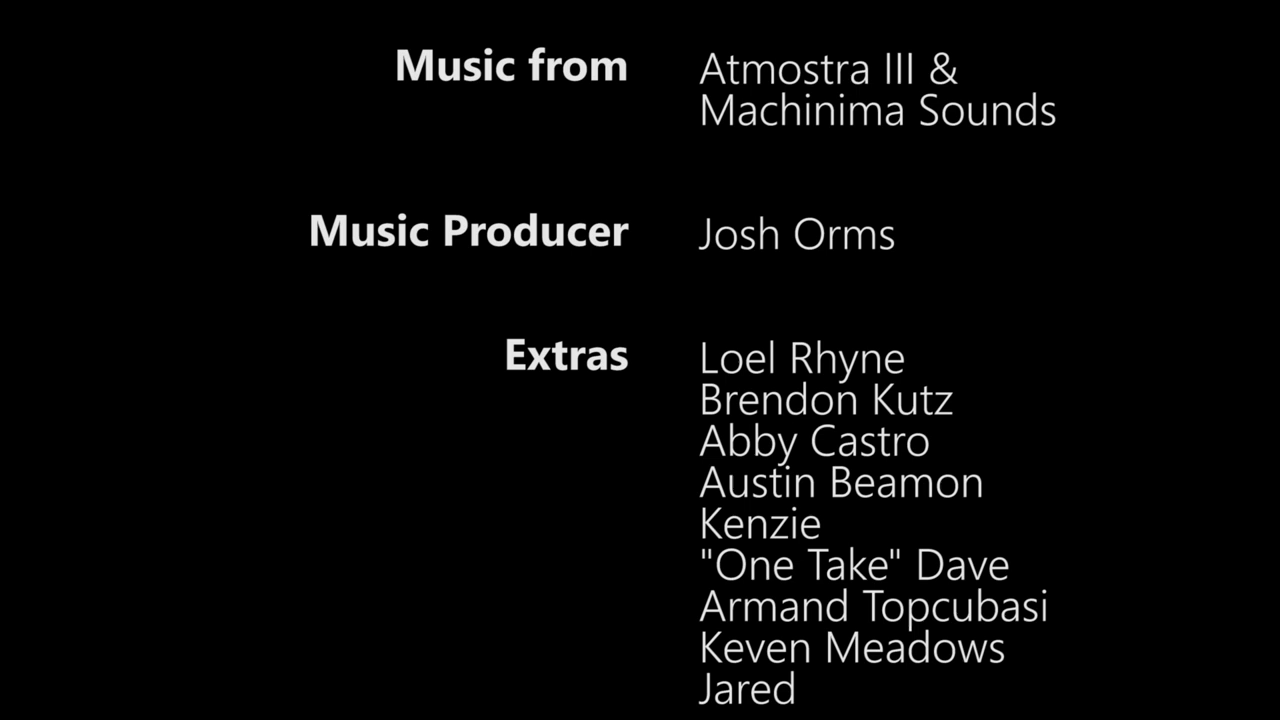 Music from Atmostra III &
Machinima Sounds
Music Producer Josh Orms
Extras Loel Rhyne
Brendon Kutz
Abby Castro
Austin Beamon
Kenzie
"One Take" Dave
Armand Topcubasi
Keven Meadows
Jared